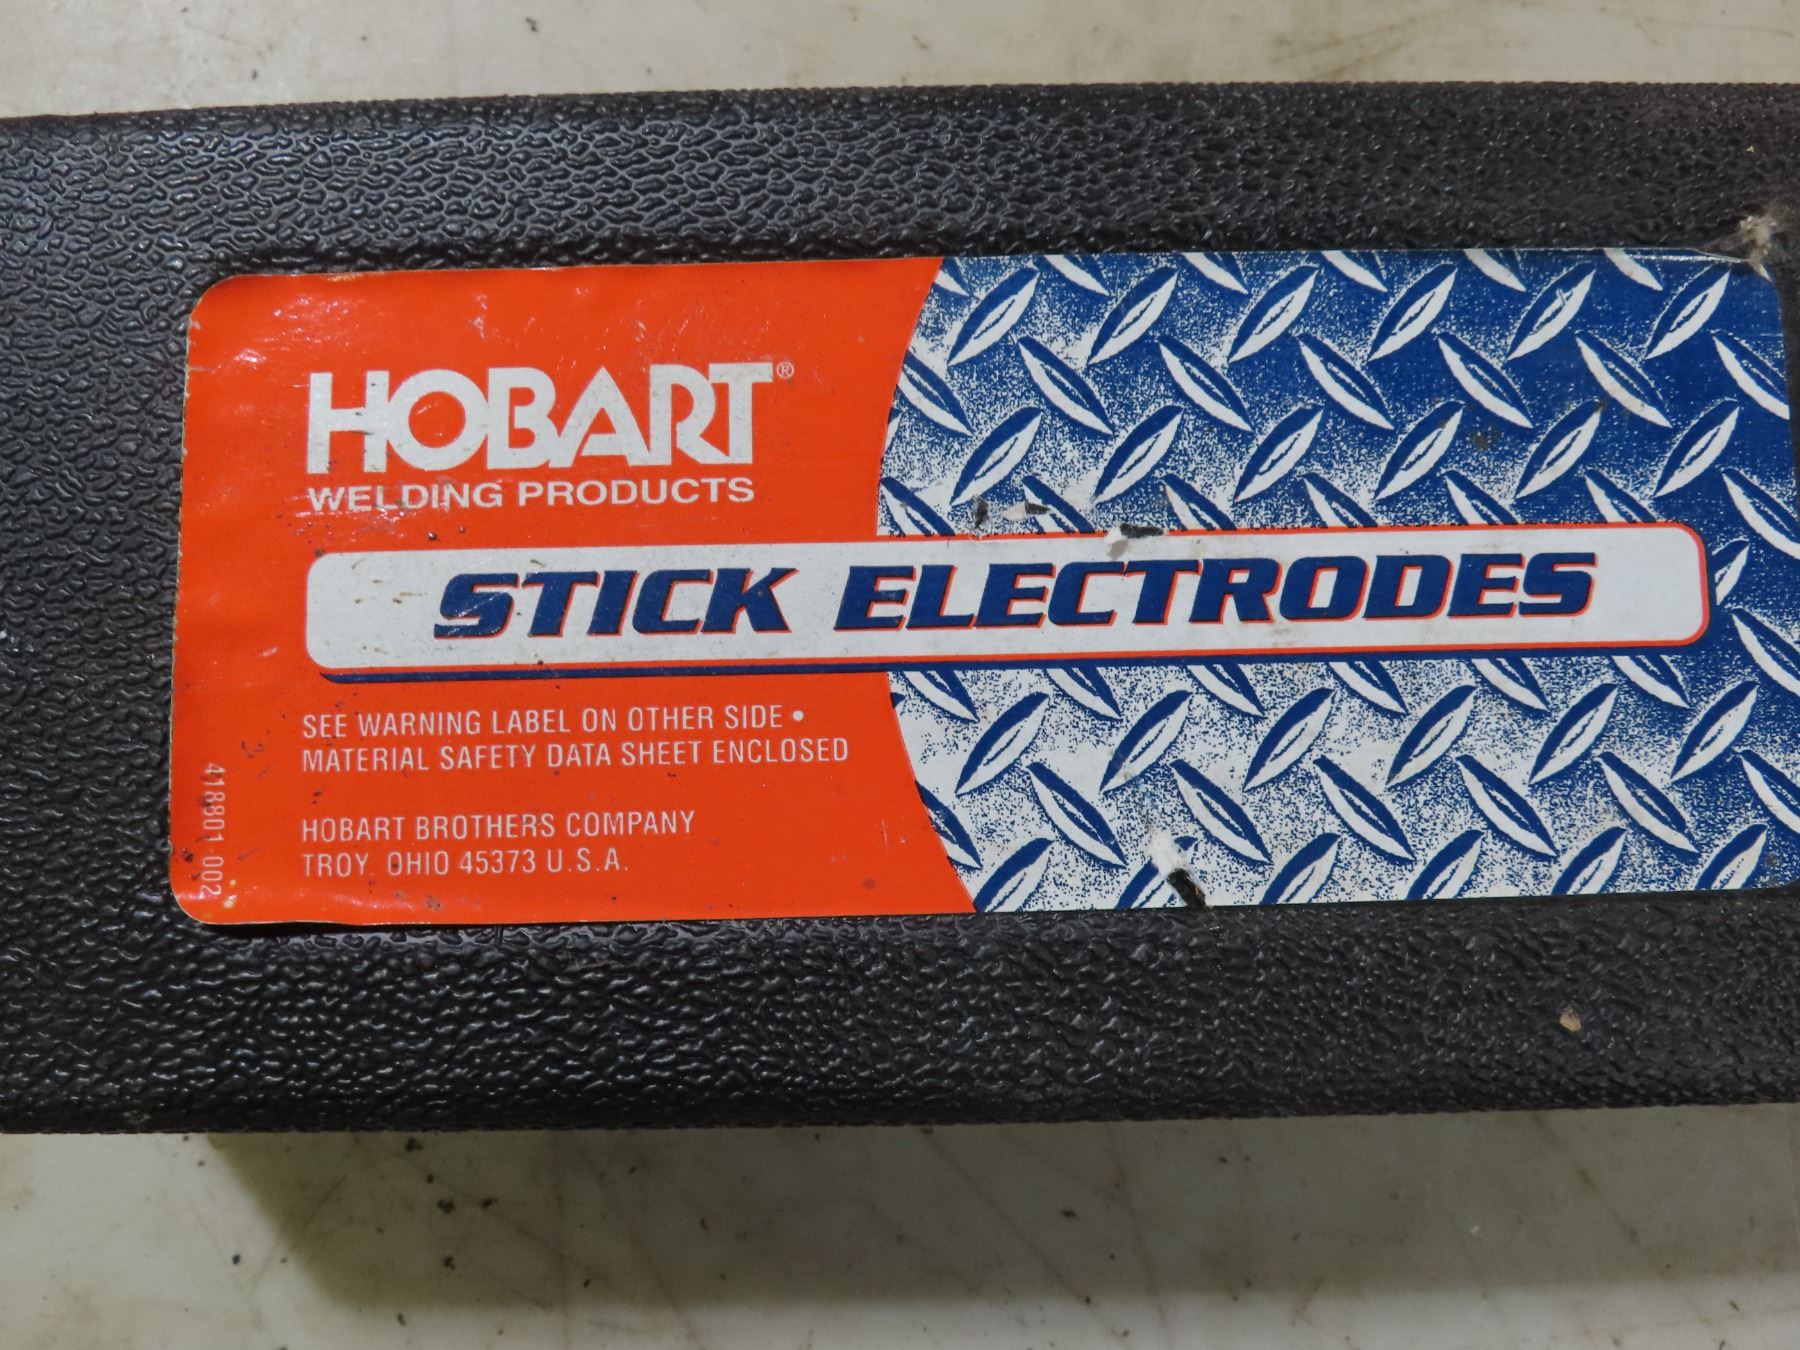 HOBART®
WELDING PRODUCTS
STICK ELECTRODES
SEE WARNING LABEL ON OTHER SIDE •
MATERIAL SAFETY DATA SHEET ENCLOSED
HOBART BROTHERS COMPANY
TROY, OHIO 45373 U.S.A.
418801-002